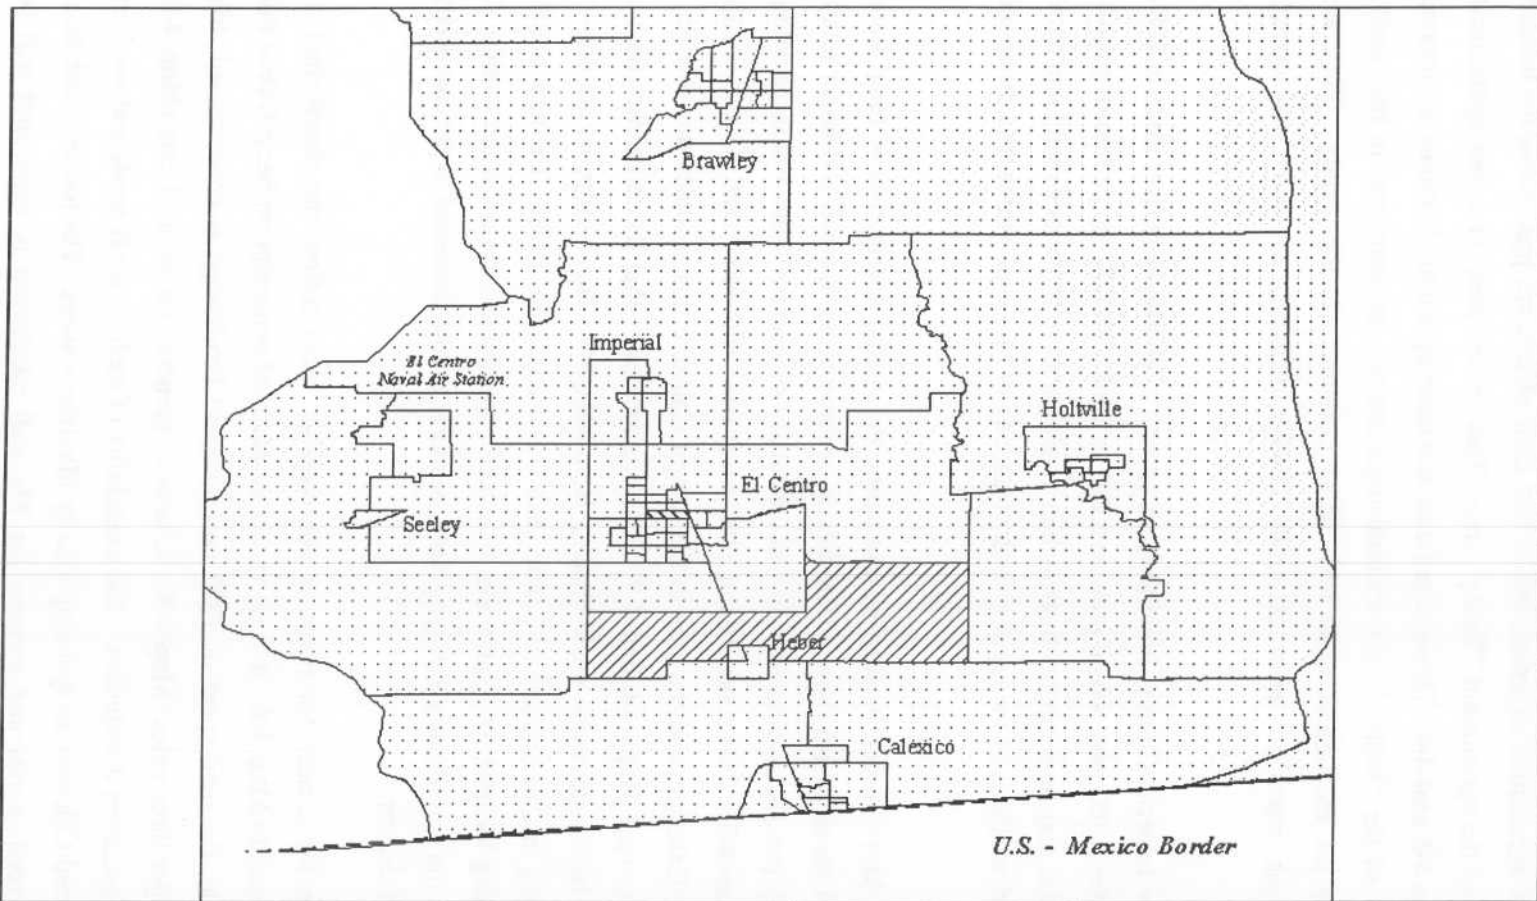 Brawley
Imperial
El Centro
Naval Air Station
Holtville
El Centro
Seeley
Heber
Calexico
U.S. - Mexico Border